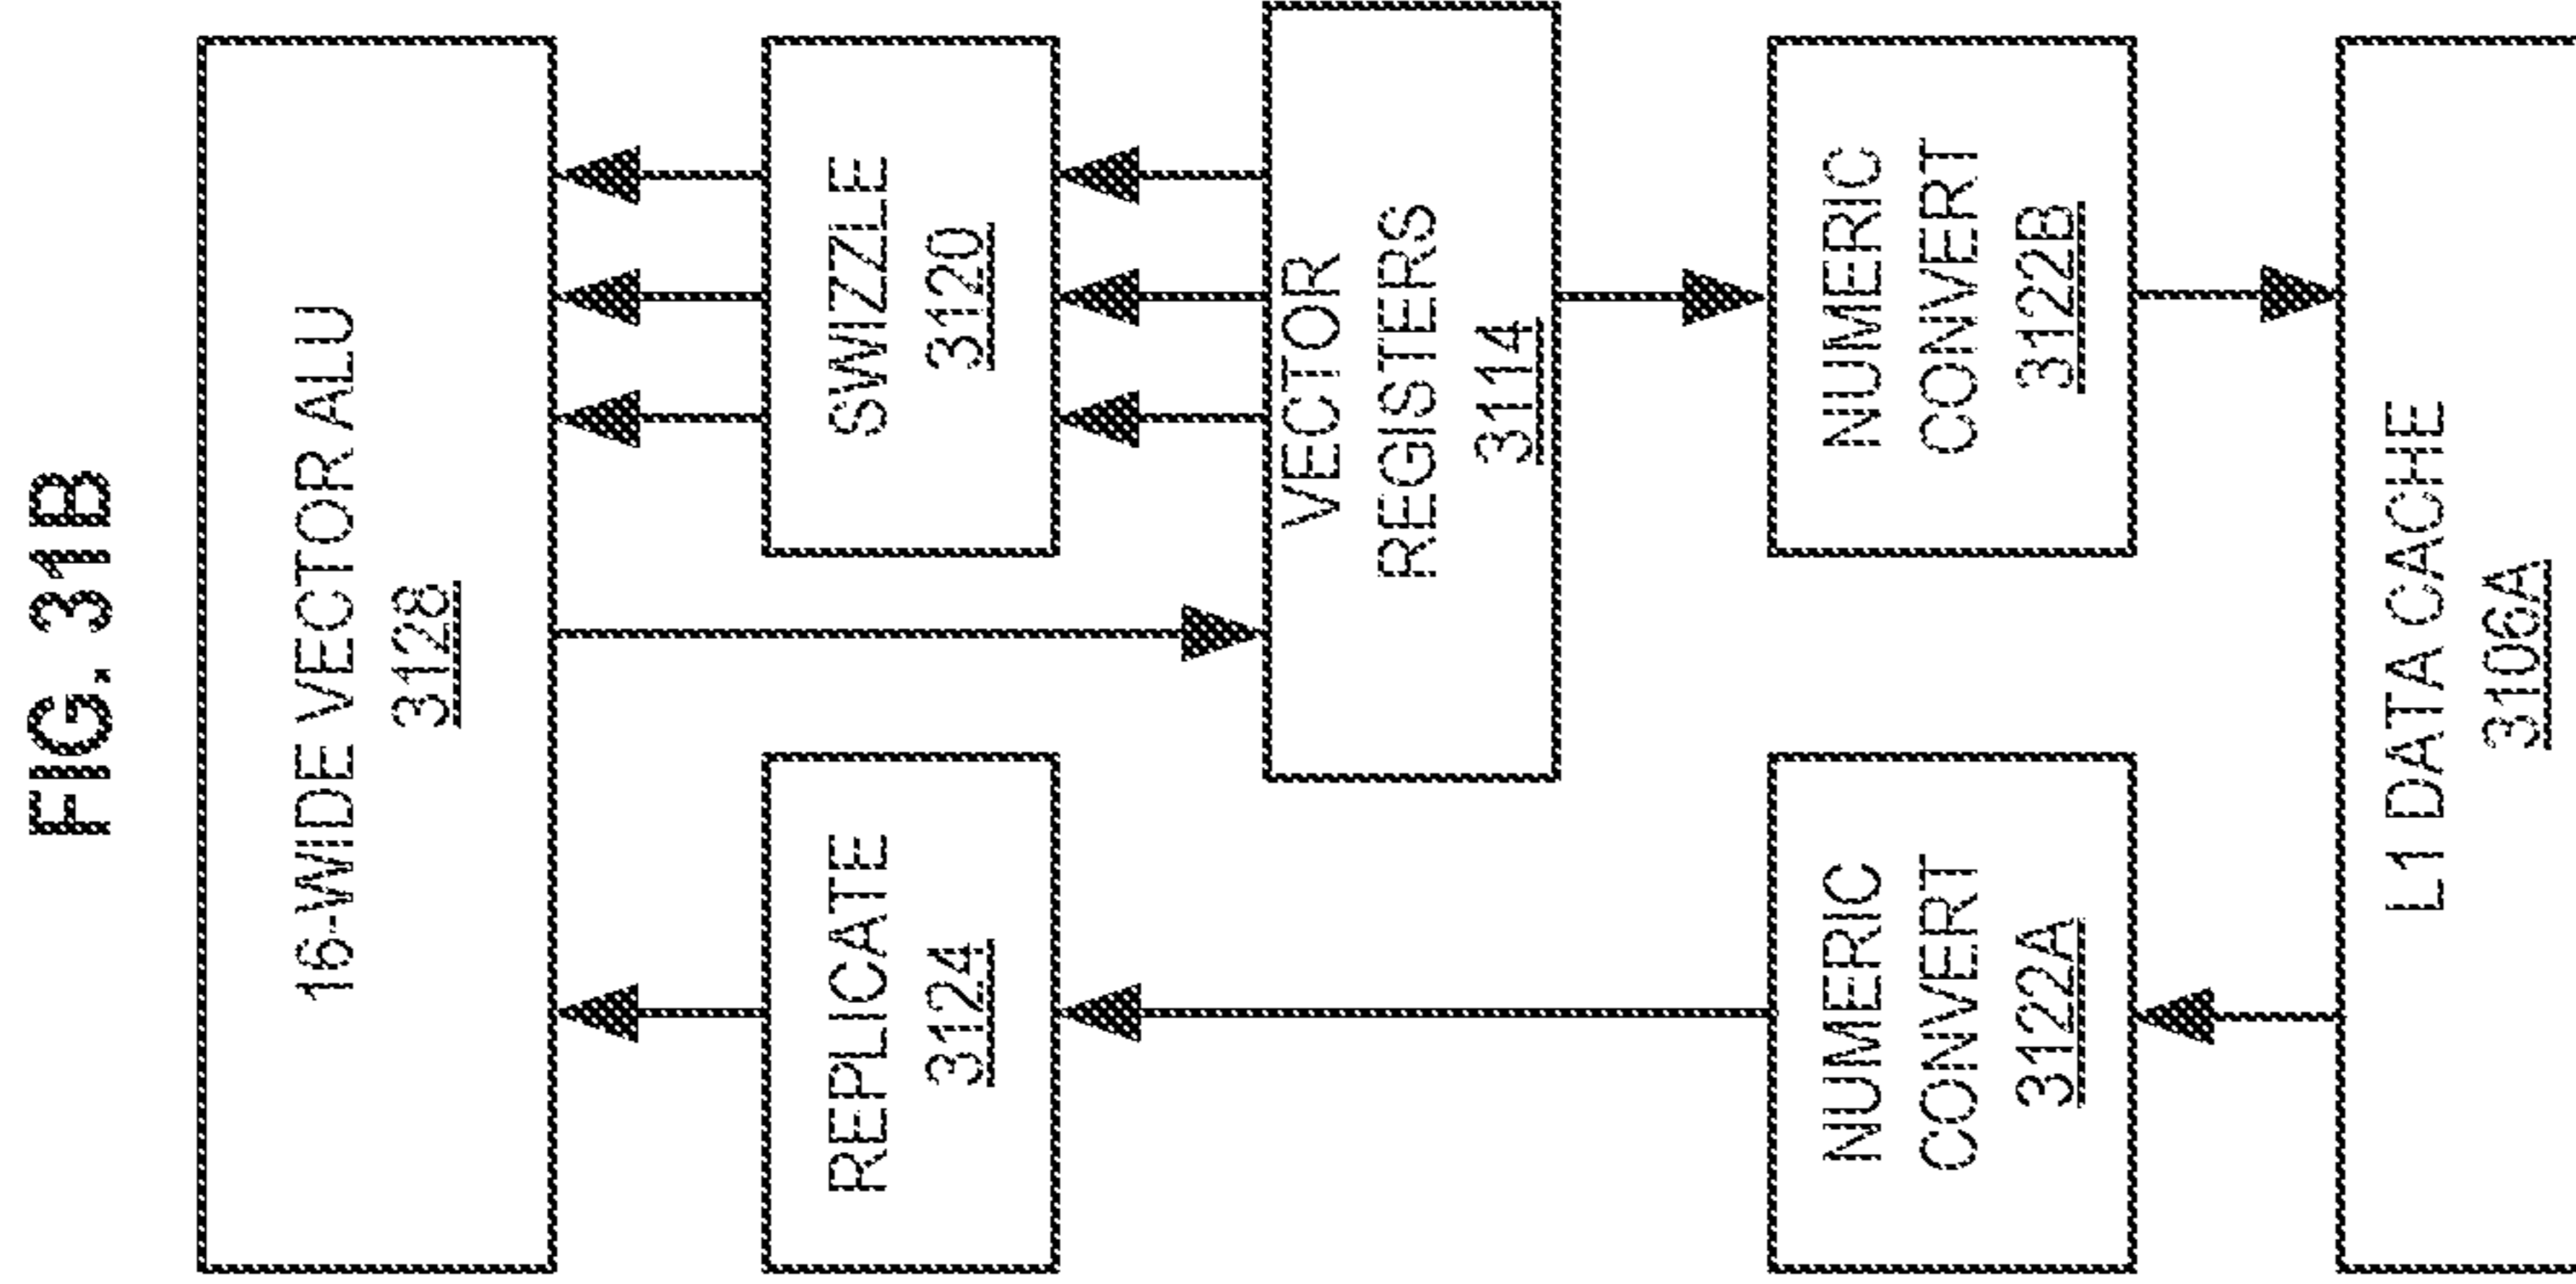 FIG. 31B
16-WIDE VECTOR ALU
3128
REPLICATE
3124
SWIZZLE
3120
VECTOR
REGISTERS
3114
NUMERIC
CONVERT
3122A
NUMERIC
CONVERT
3122B
L1 DATA CACHE
3106A